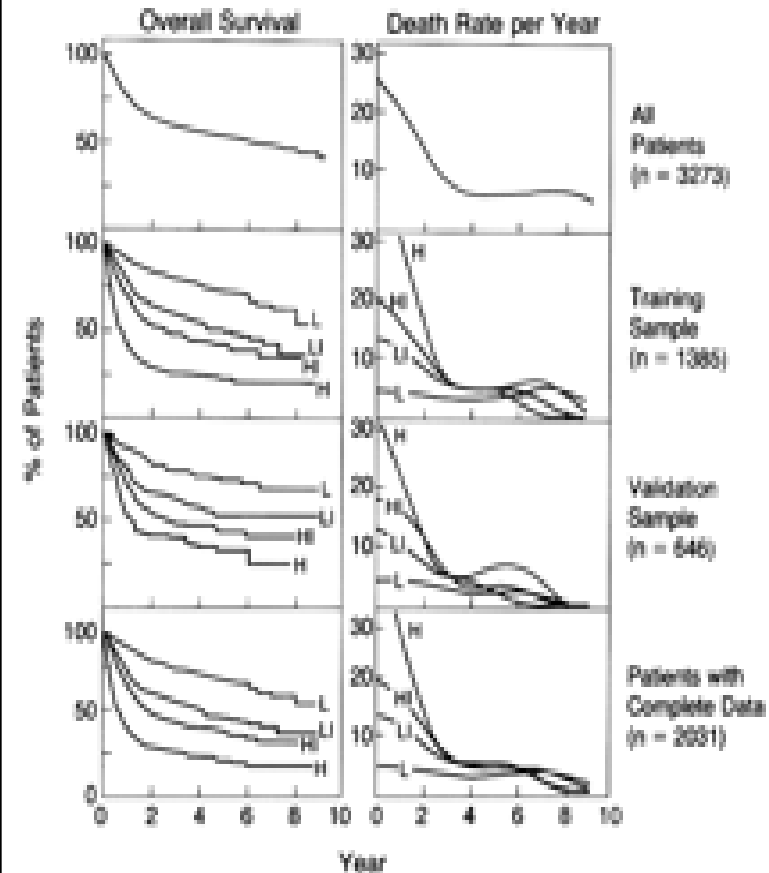 Overall Survival
Death Rate per Year
100
50
30
20
10
All
Patients
(n = 3273)
100
50
L
LI
HI
H
30
20
10
H
HI
LI
L
Training
Sample
(n = 1385)
100
50
L
LI
HI
H
30
20
10
H
HI
LI
L
Validation
Sample
(n = 646)
100
50
0
L
LI
HI
H
30
20
10
H
HI
LI
L
Patients with
Complete Data
(n = 2031)
0 2 4 6 8 10
0 2 4 6 8 10
% of Patients
Year